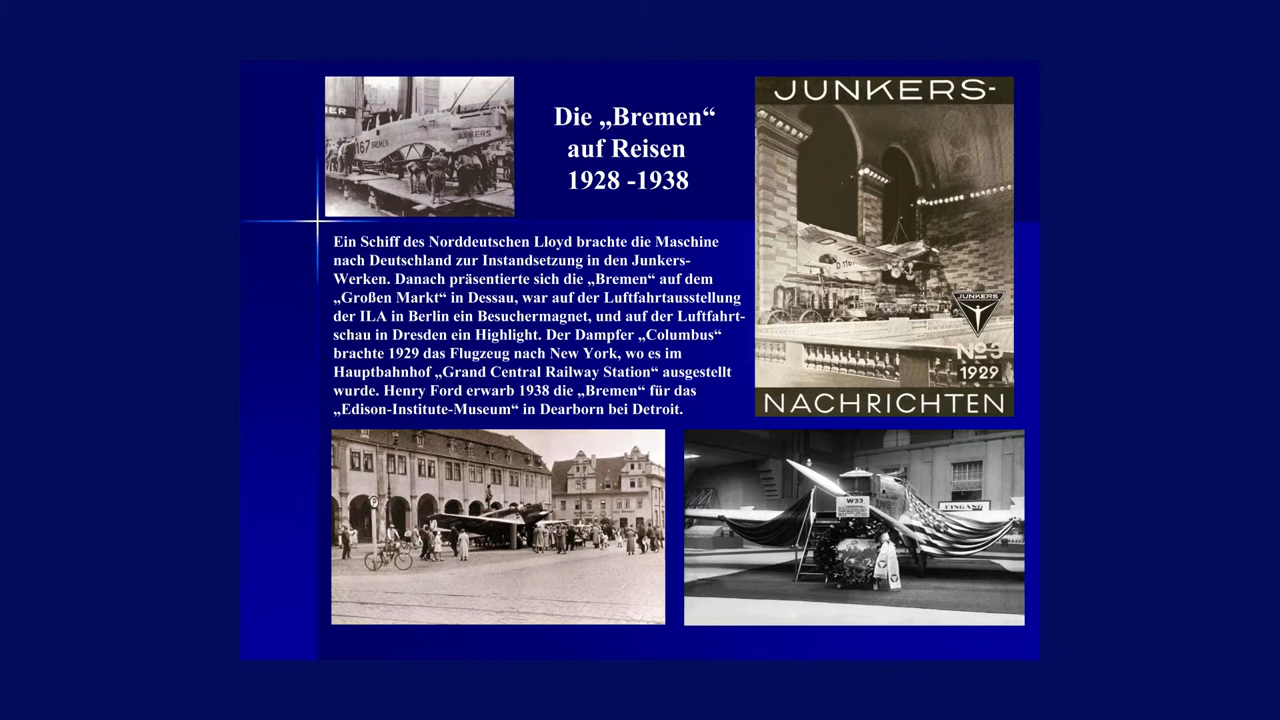 Die „Bremen“
auf Reisen
1928 -1938
Ein Schiff des Norddeutschen Lloyd brachte die Maschine
nach Deutschland zur Instandsetzung in den Junkers-
Werken. Danach präsentierte sich die „Bremen“ auf dem
„Großen Markt“ in Dessau, war auf der Luftfahrtausstellung
der ILA in Berlin ein Besuchermagnet, und auf der Luftfahrt-
schau in Dresden ein Highlight. Der Dampfer „Columbus“
brachte 1929 das Flugzeug nach New York, wo es im
Hauptbahnhof „Grand Central Railway Station“ ausgestellt
wurde. Henry Ford erwarb 1938 die „Bremen“ für das
„Edison-Institute-Museum“ in Dearborn bei Detroit.
167 BREMEN
JUNKERS
JUNKERS-
D 1167
D 1167
JUNKERS
No3
1929
NACHRICHTEN
P
W33
EINGANG